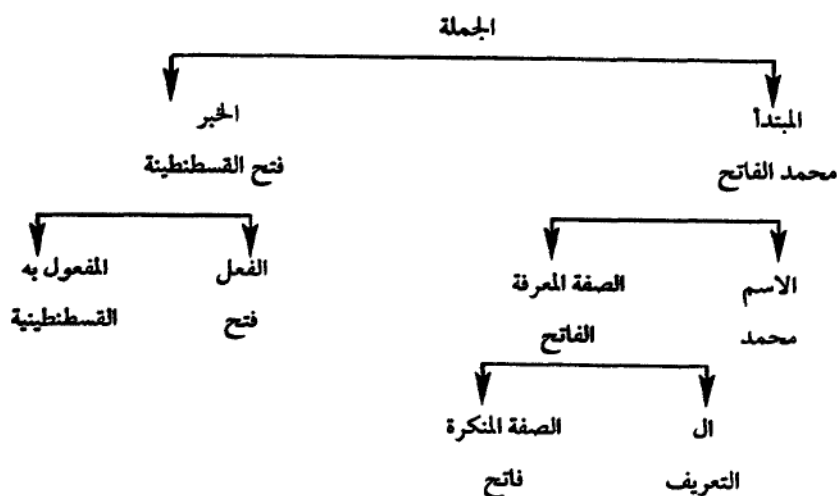 الجملة
المبتدأ الخبر
محمد الفاتح فتح القسطنطينة
الاسم الصفة المعرفة الفعل المفعول به
محمد الفاتح فتح القسطنطينية
ال الصفة المنكرة
التعريف فاتح